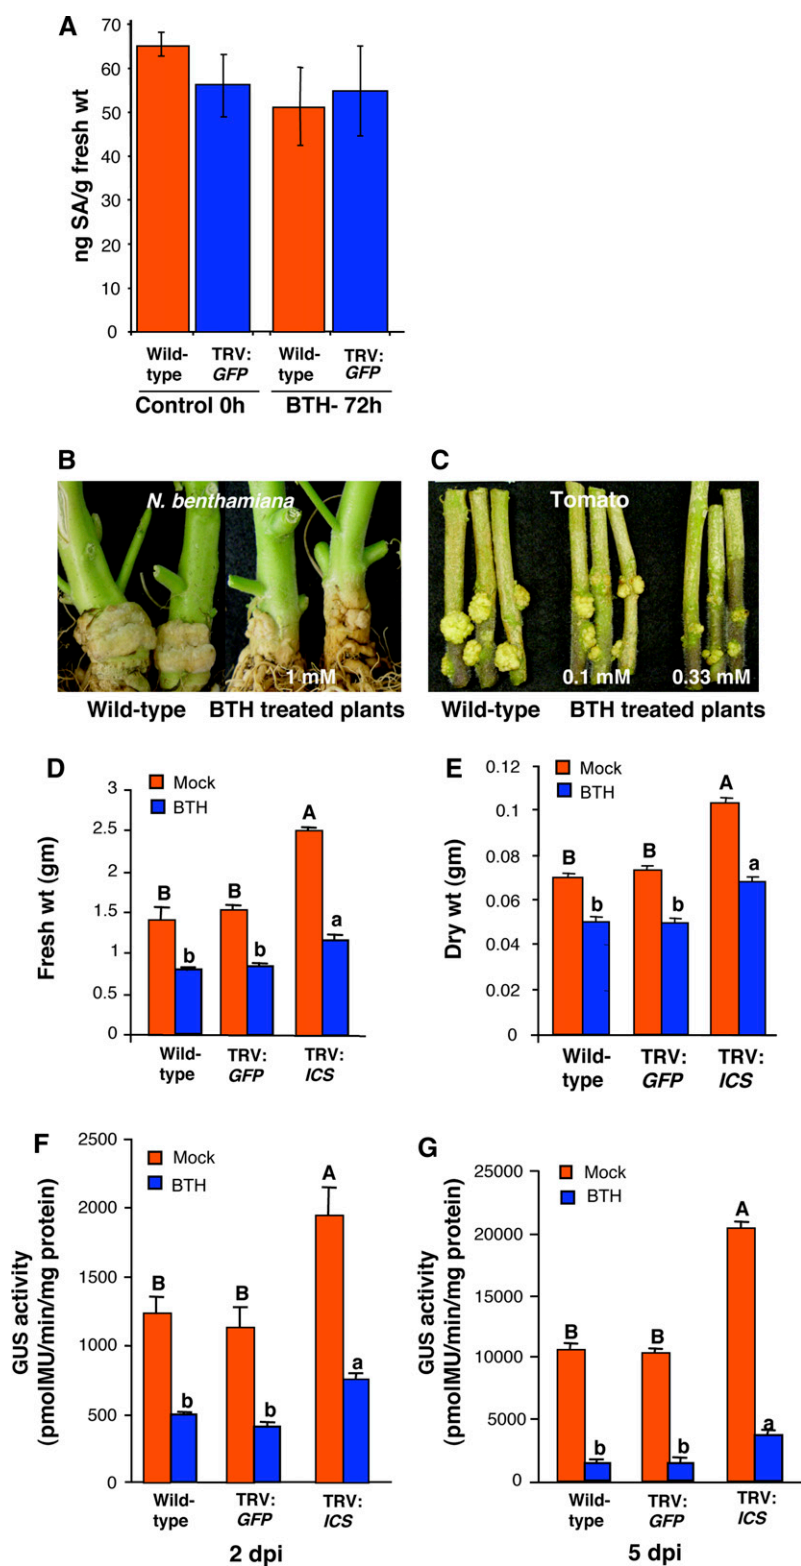 A
ng SA/g fresh wt
70
60
50
40
30
20
10
0
Wild-type
TRV: GFP
Wild-type
TRV: GFP
Control 0h
BTH- 72h
B
N. benthamiana
1 mM
Wild-type
BTH treated plants
C
Tomato
0.1 mM
0.33 mM
Wild-type
BTH treated plants
D
Mock
BTH
Fresh wt (gm)
3
2.5
2
1.5
1
0.5
0
B
b
B
b
A
a
Wild-type
TRV: GFP
TRV: ICS
E
Mock
BTH
Dry wt (gm)
0.12
0.1
0.08
0.06
0.04
0.02
0
B
b
B
b
A
a
Wild-type
TRV: GFP
TRV: ICS
F
Mock
BTH
GUS activity
(pmolMU/min/mg protein)
2500
2000
1500
1000
500
0
B
b
B
b
A
a
Wild-type
TRV: GFP
TRV: ICS
2 dpi
G
Mock
BTH
GUS activity
(pmolMU/min/mg protein)
25000
20000
15000
10000
5000
0
B
b
B
b
A
a
Wild-type
TRV: GFP
TRV: ICS
5 dpi